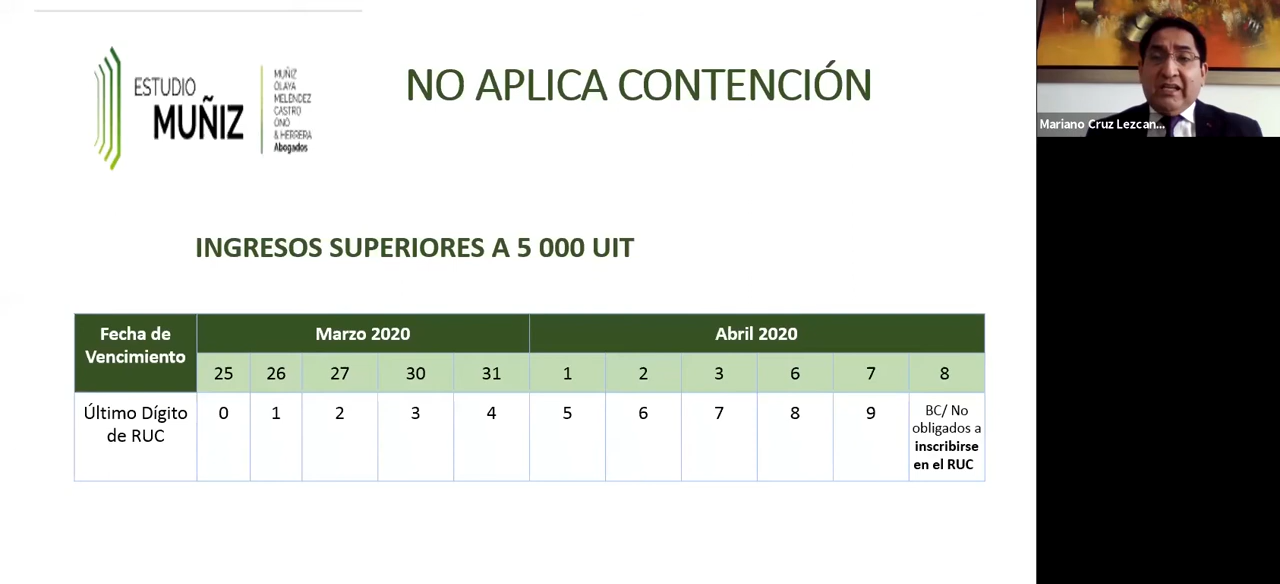 ESTUDIO
MUÑIZ
MUÑIZ
OLAYA
MELENDEZ
CASTRO
ONO
& HERRERA
Abogados
NO APLICA CONTENCIÓN
Mariano Cruz Lezcan...
INGRESOS SUPERIORES A 5 000 UIT
Fecha de
Vencimiento
Marzo 2020
Abril 2020
25 26 27 30 31 1 2 3 6 7 8
Último Dígito
de RUC
0 1 2 3 4 5 6 7 8 9
BC/ No
obligados a
inscribirse
en el RUC